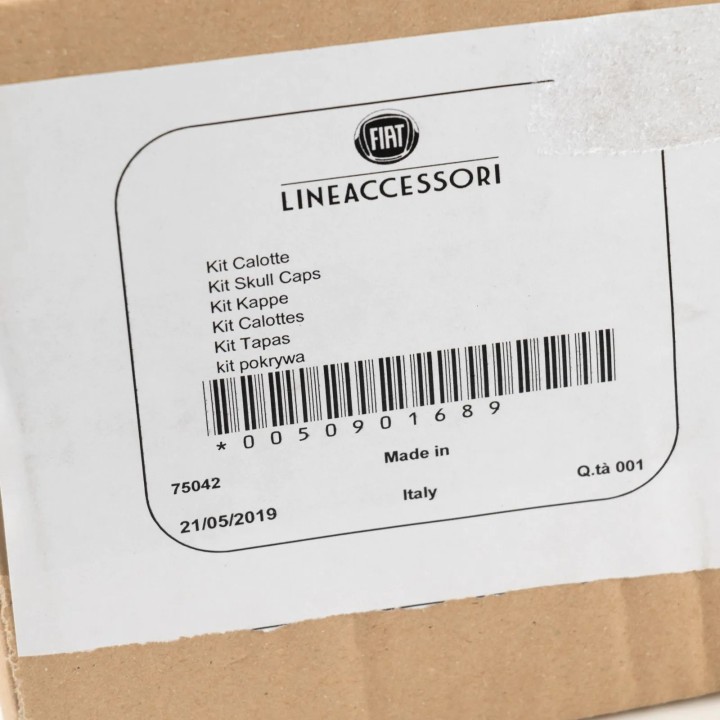 FIAT
LINEACCESSORI
Kit Calotte
Kit Skull Caps
Kit Kappe
Kit Calottes
Kit Tapas
kit pokrywa
* 0 0 5 0 9 0 1 6 8 9
Made in
75042
Q.tà 001
Italy
21/05/2019